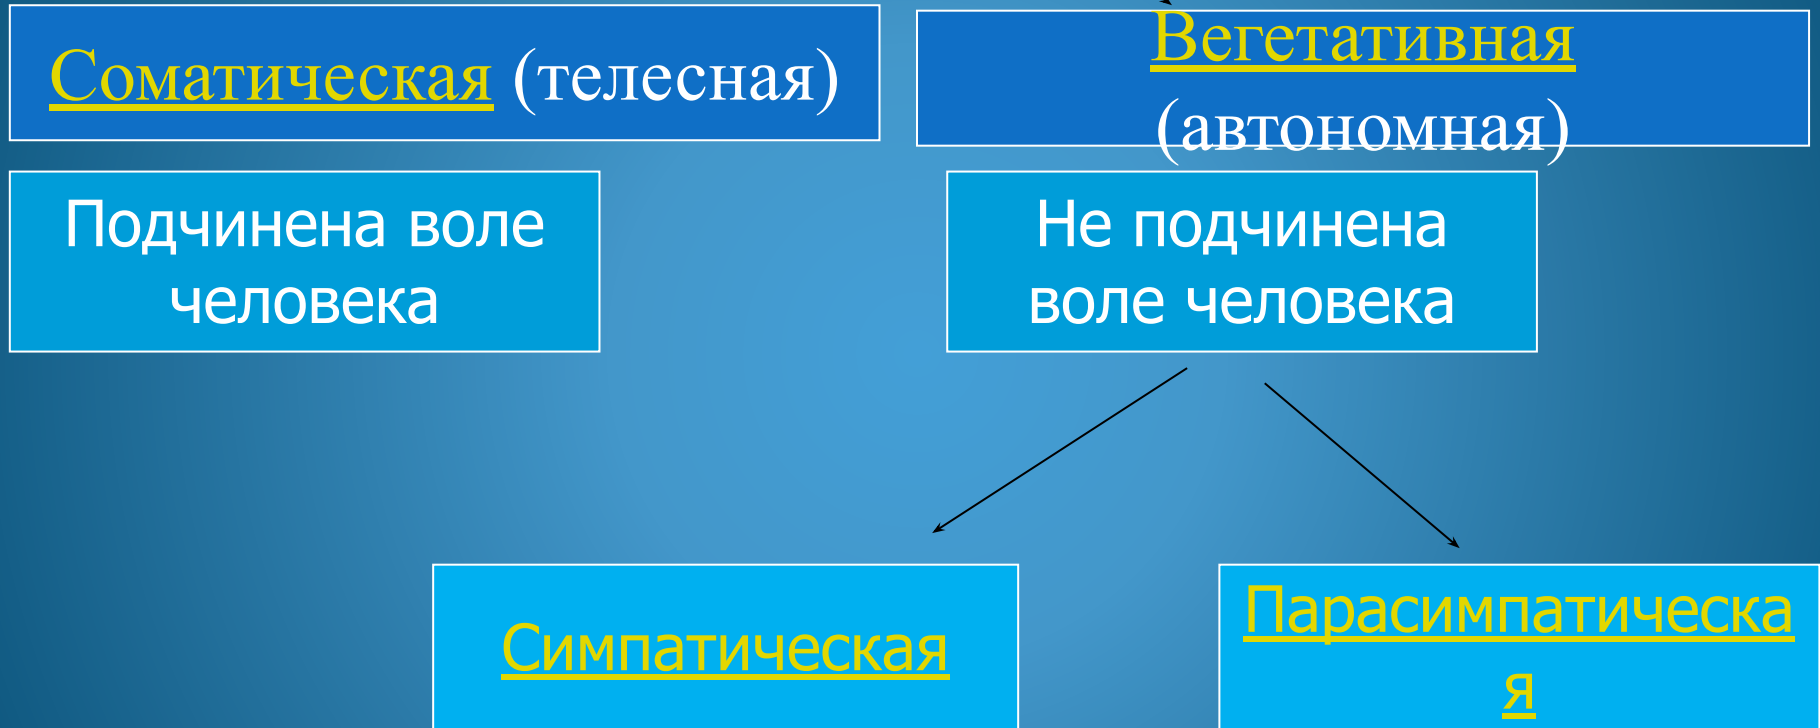 Соматическая (телесная)
Вегетативная
(автономная)
Подчинена воле
человека
Не подчинена
воле человека
Симпатическая
Парасимпатическа
я